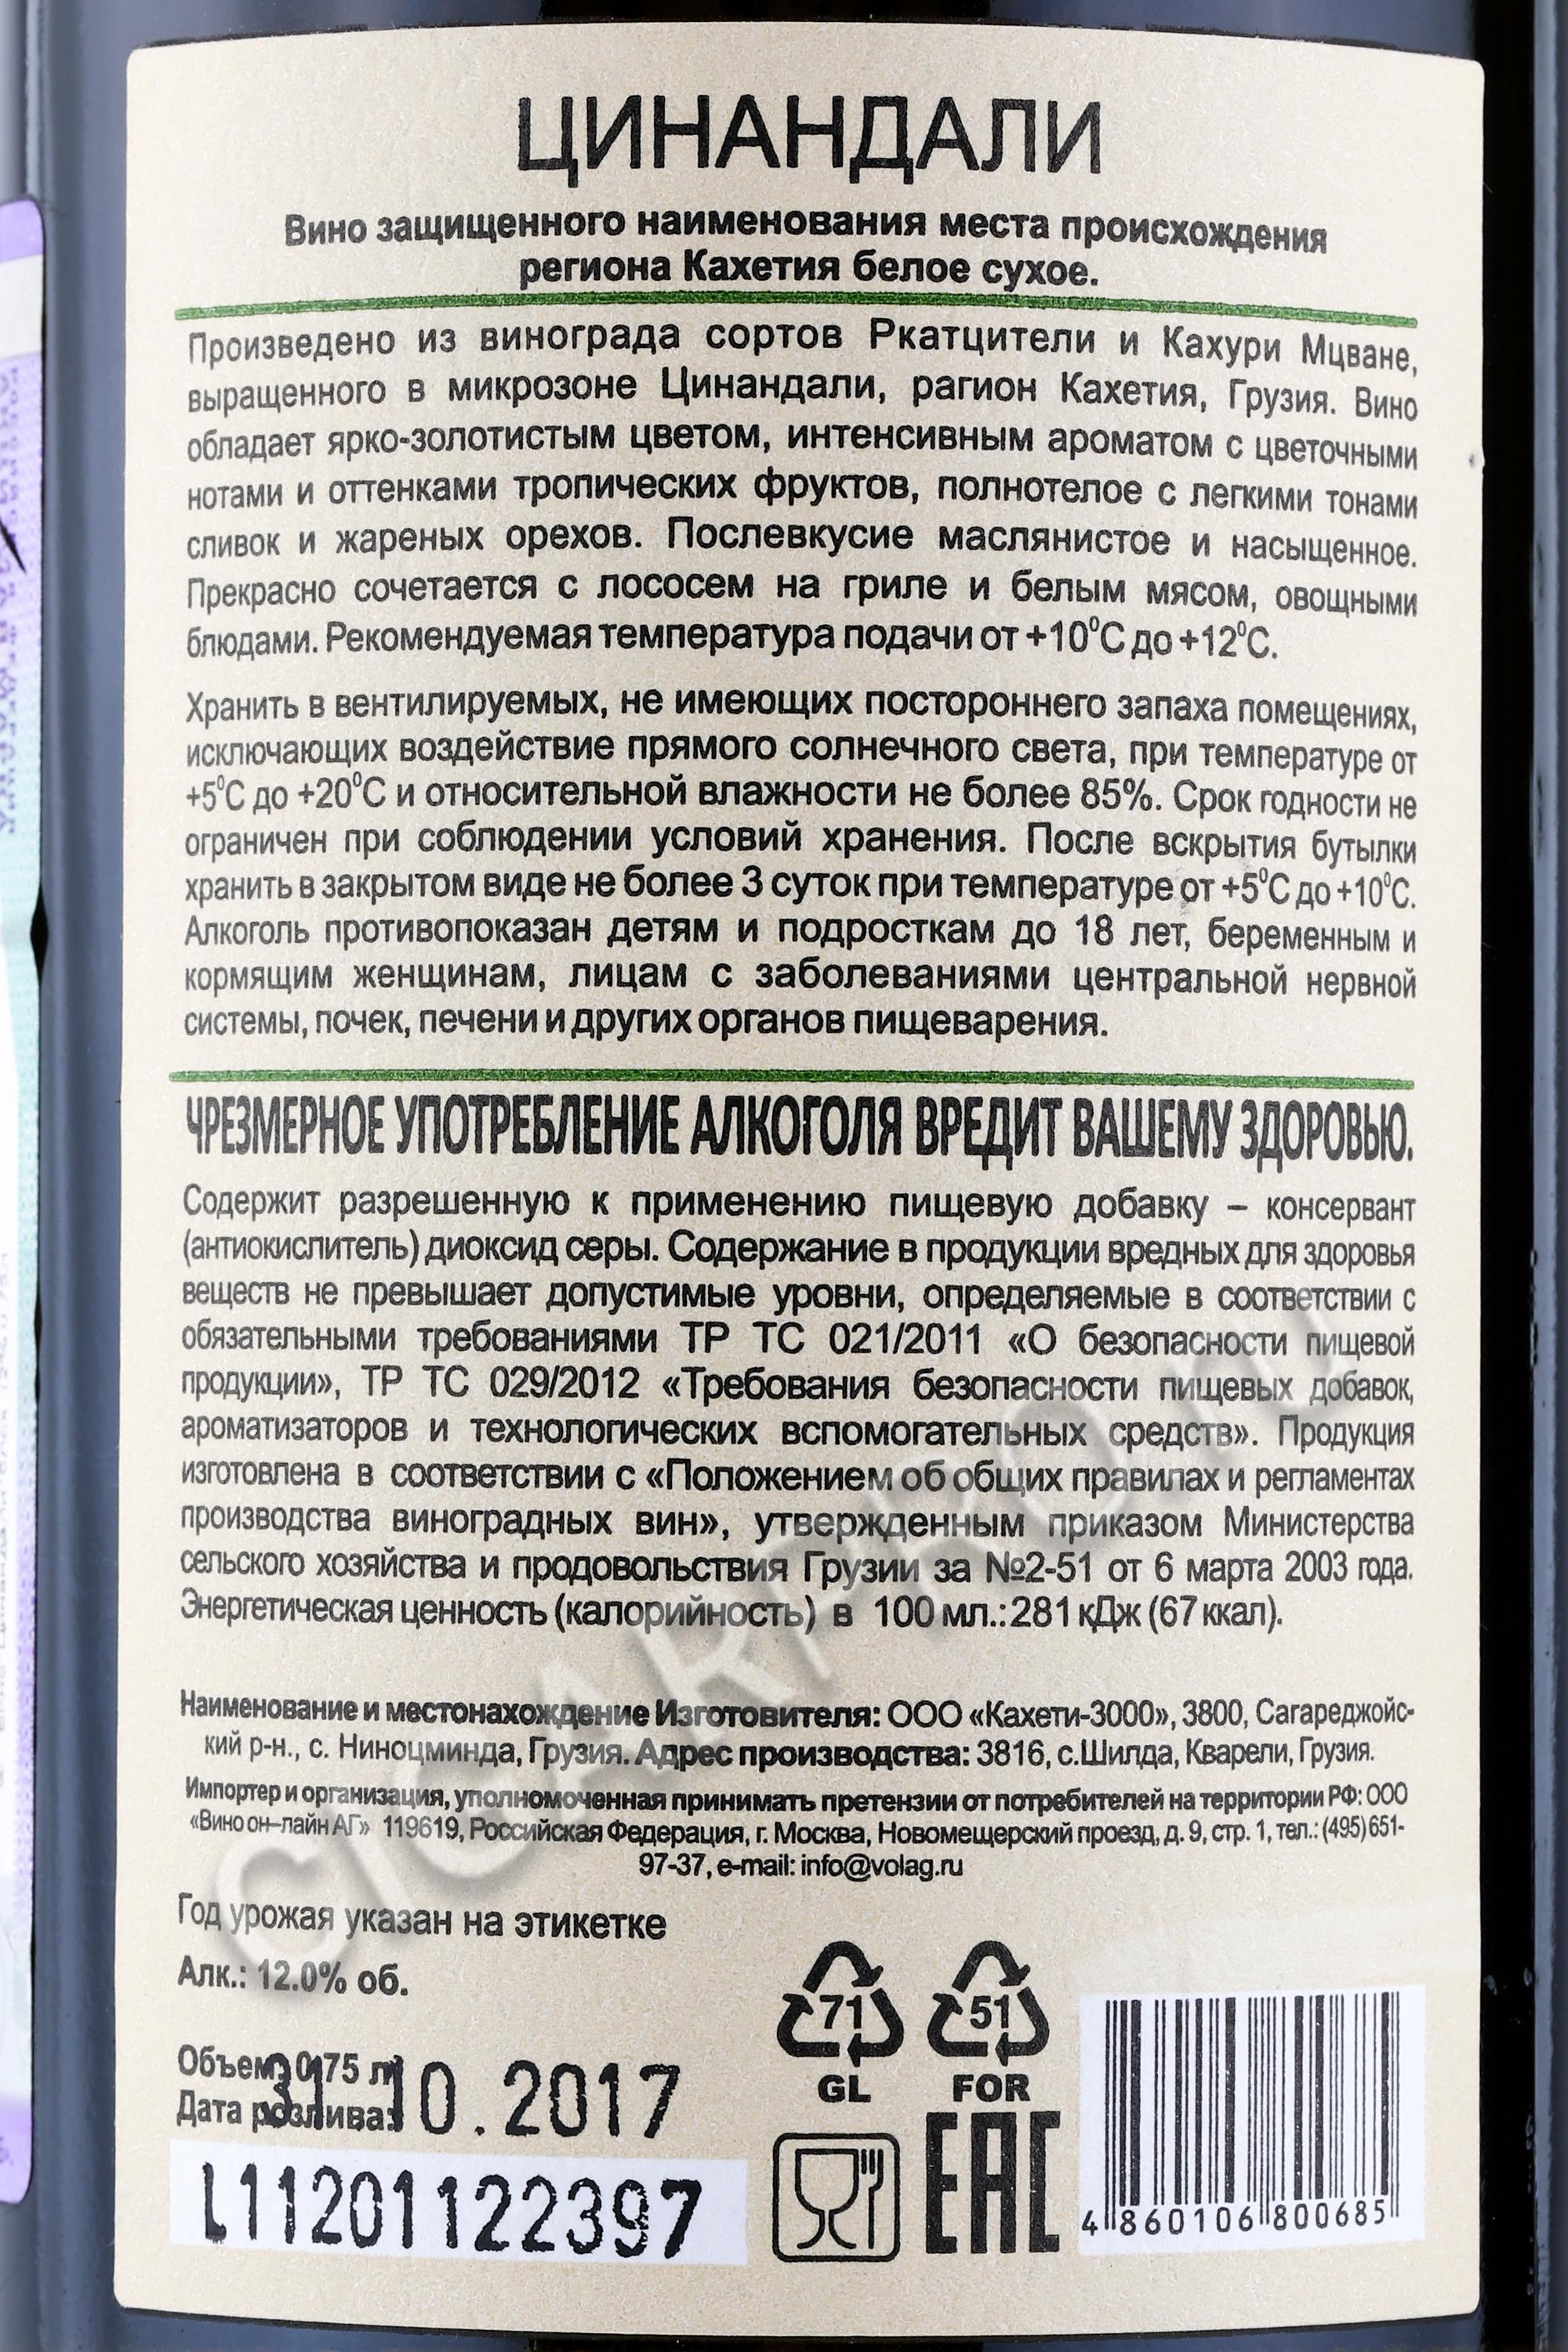 ЦИНАНДАЛИ
Вино защищенного наименования места происхождения
региона Кахетия белое сухое.
Произведено из винограда сортов Ркатцители и Кахури Мцване,
выращенного в микрозоне Цинандали, рагион Кахетия, Грузия. Вино
обладает ярко-золотистым цветом, интенсивным ароматом с цветочными
нотами и оттенками тропических фруктов, полнотелое с легкими тонами
сливок и жареных орехов. Послевкусие маслянистое и насыщенное.
Прекрасно сочетается с лососем на гриле и белым мясом, овощными
блюдами. Рекомендуемая температура подачи от +10⁰С до +12⁰С.
Хранить в вентилируемых, не имеющих постороннего запаха помещениях,
исключающих воздействие прямого солнечного света, при температуре от
+5⁰С до +20⁰С и относительной влажности не более 85%. Срок годности не
ограничен при соблюдении условий хранения. После вскрытия бутылки
хранить в закрытом виде не более 3 суток при температуре от +5⁰С до +10⁰С.
Алкоголь противопоказан детям и подросткам до 18 лет, беременным и
кормящим женщинам, лицам с заболеваниями центральной нервной
системы, почек, печени и других органов пищеварения.
ЧРЕЗМЕРНОЕ УПОТРЕБЛЕНИЕ АЛКОГОЛЯ ВРЕДИТ ВАШЕМУ ЗДОРОВЬЮ.
Содержит разрешенную к применению пищевую добавку – консервант
(антиокислитель) диоксид серы. Содержание в продукции вредных для здоровья
веществ не превышает допустимые уровни, определяемые в соответствии с
обязательными требованиями ТР ТС 021/2011 «О безопасности пищевой
продукции», ТР ТС 029/2012 «Требования безопасности пищевых добавок,
ароматизаторов и технологических вспомогательных средств». Продукция
изготовлена в соответствии с «Положением об общих правилах и регламентах
производства виноградных вин», утвержденным приказом Министерства
сельского хозяйства и продовольствия Грузии за №2-51 от 6 марта 2003 года.
Энергетическая ценность (калорийность) в 100 мл.: 281 кДж (67 ккал).
Наименование и местонахождение Изготовителя: ООО «Кахети-3000», 3800, Сагареджойс-
кий р-н., с. Ниноцминда, Грузия. Адрес производства: 3816, с.Шилда, Кварели, Грузия.
Импортер и организация, уполномоченная принимать претензии от потребителей на территории РФ: ООО
«Вино он–лайн АГ» 119619, Российская Федерация, г. Москва, Новомещерский проезд, д. 9, стр. 1, тел.: (495) 651-
97-37, e-mail: info@volag.ru
Год урожая указан на этикетке
Алк.: 12.0% об.
Объем: 0,75 л
Дата розлива: 31.10.2017
L11201122397
71
GL
51
FOR
EAC
4 860106 800685